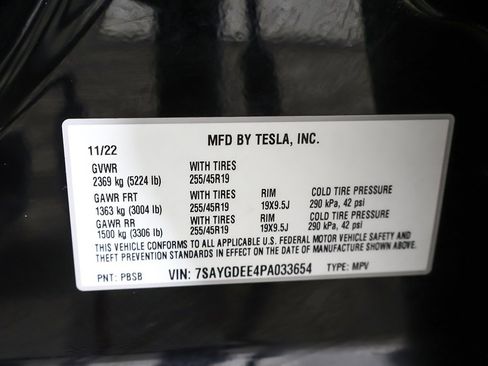 MFD BY TESLA, INC.
11/22
GVWR WITH TIRES
2369 kg (5224 lb) 255/45R19
GAWR FRT WITH TIRES RIM COLD TIRE PRESSURE
1363 kg (3004 lb) 255/45R19 19X9.5J 290 kPa, 42 psi
GAWR RR WITH TIRES RIM COLD TIRE PRESSURE
1500 kg (3306 lb) 255/45R19 19X9.5J 290 kPa, 42 psi
THIS VEHICLE CONFORMS TO ALL APPLICABLE U.S. FEDERAL MOTOR VEHICLE SAFETY AND
THEFT PREVENTION STANDARDS IN EFFECT ON THE DATE OF MANUFACTURE SHOWN ABOVE.
PNT: PBSB VIN: 7SAYGDEE4PA033654 TYPE: MPV